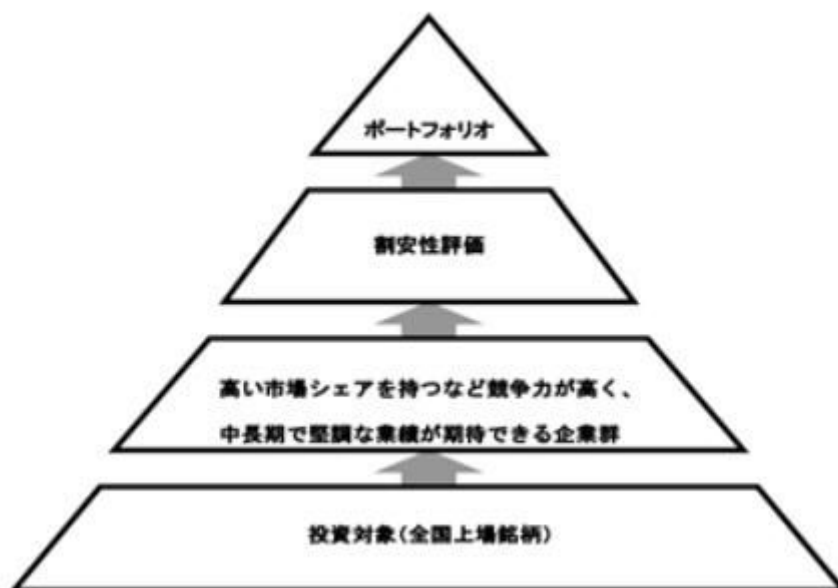 ポートフォリオ
割安性評価
高い市場シェアを持つなど競争力が高く、
中長期で堅調な業績が期待できる企業群
投資対象(全国上場銘柄)